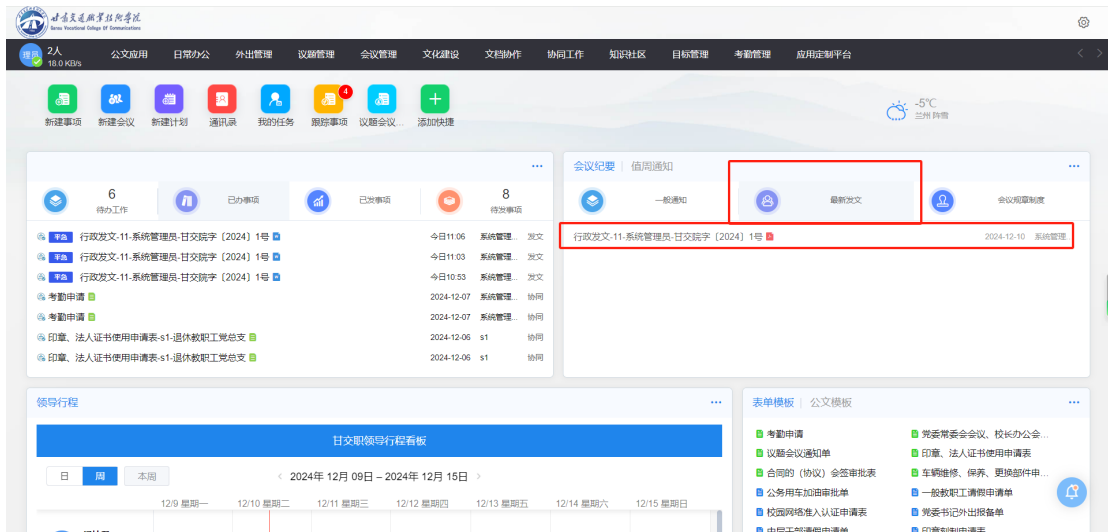 甘肃交通职业技术学院
Gansu Vocational College Of Communications
理员 2人 18.0 KB/s 公文应用 日常办公 外出管理 议题管理 会议管理 文化建设 文档协作 协同工作 知识社区 目标管理 考勤管理 应用定制平台
4
新建事项 新建会议 新建计划 通讯录 我的任务 跟踪事项 议题会议... 添加快捷
-5℃
兰州 阵雪
会议纪要 值周通知
6 待办工作 已办事项 已发事项 8 待发事项
一般通知 最新发文 会议规章制度
平急 行政发文-11-系统管理员-甘交院字〔2024〕1号 今日11:06 系统管理... 发文
平急 行政发文-11-系统管理员-甘交院字〔2024〕1号 今日11:03 系统管理... 发文
平急 行政发文-11-系统管理员-甘交院字〔2024〕1号 今日10:53 系统管理... 发文
考勤申请 2024-12-07 系统管理... 协同
考勤申请 2024-12-07 系统管理... 协同
印章、法人证书使用申请表-s1-退休教职工党总支 2024-12-06 s1 协同
印章、法人证书使用申请表-s1-退休教职工党总支 2024-12-06 s1 协同
行政发文-11-系统管理员-甘交院字〔2024〕1号 2024-12-10 系统管理
领导行程
甘交职领导行程看板
日 周 本周 2024年 12月 09日 – 2024年 12月 15日
12/9 星期一 12/10 星期二 12/11 星期三 12/12 星期四 12/13 星期五 12/14 星期六 12/15 星期日
表单模板 公文模板
考勤申请 党委常委会会议、校长办公会...
议题会议通知单 印章、法人证书使用申请表
合同的（协议）会签审批表 车辆维修、保养、更换部件申...
公务用车加油审批单 一般教职工请假申请单
校园网络准入认证申请表 党委书记外出报备单
中层干部请假申请单 印章刻制申请表